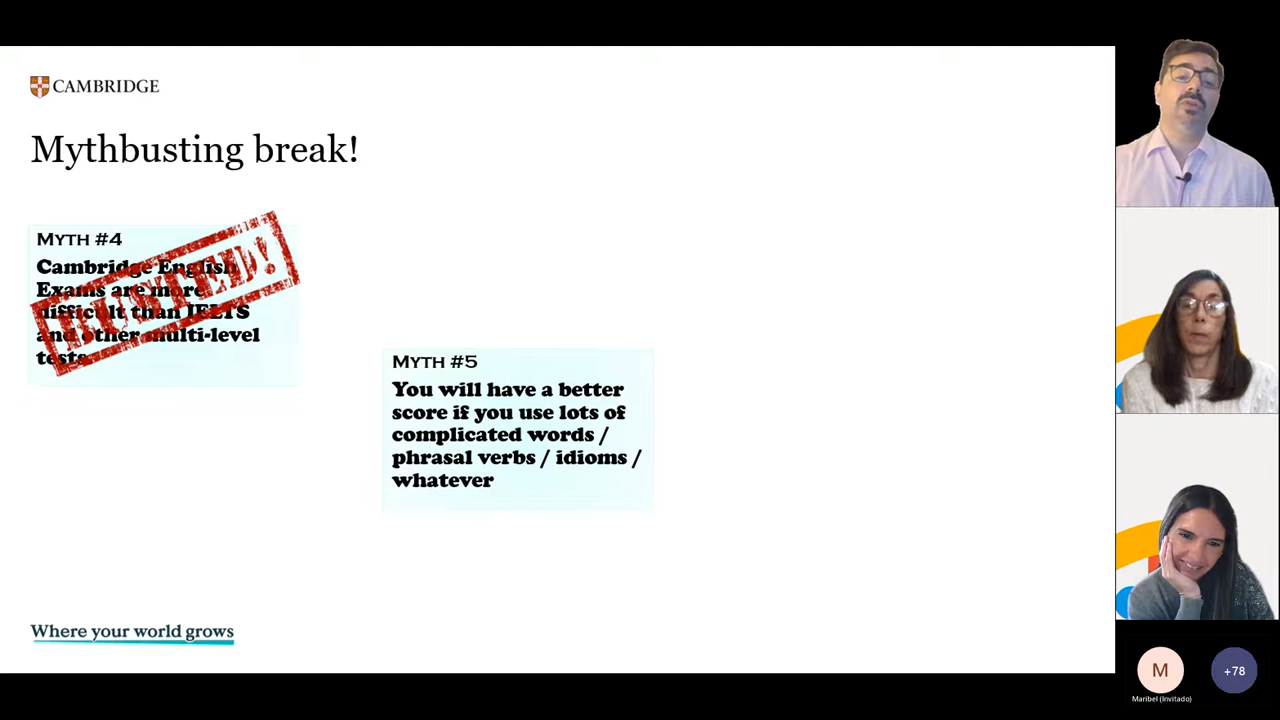 CAMBRIDGE
Mythbusting break!
MYTH #4
Cambridge English
Exams are more
difficult than IELTS
and other multi-level
tests
BUSTED!
MYTH #5
You will have a better
score if you use lots of
complicated words /
phrasal verbs / idioms /
whatever
Where your world grows
M
+78
Maribel (Invitado)